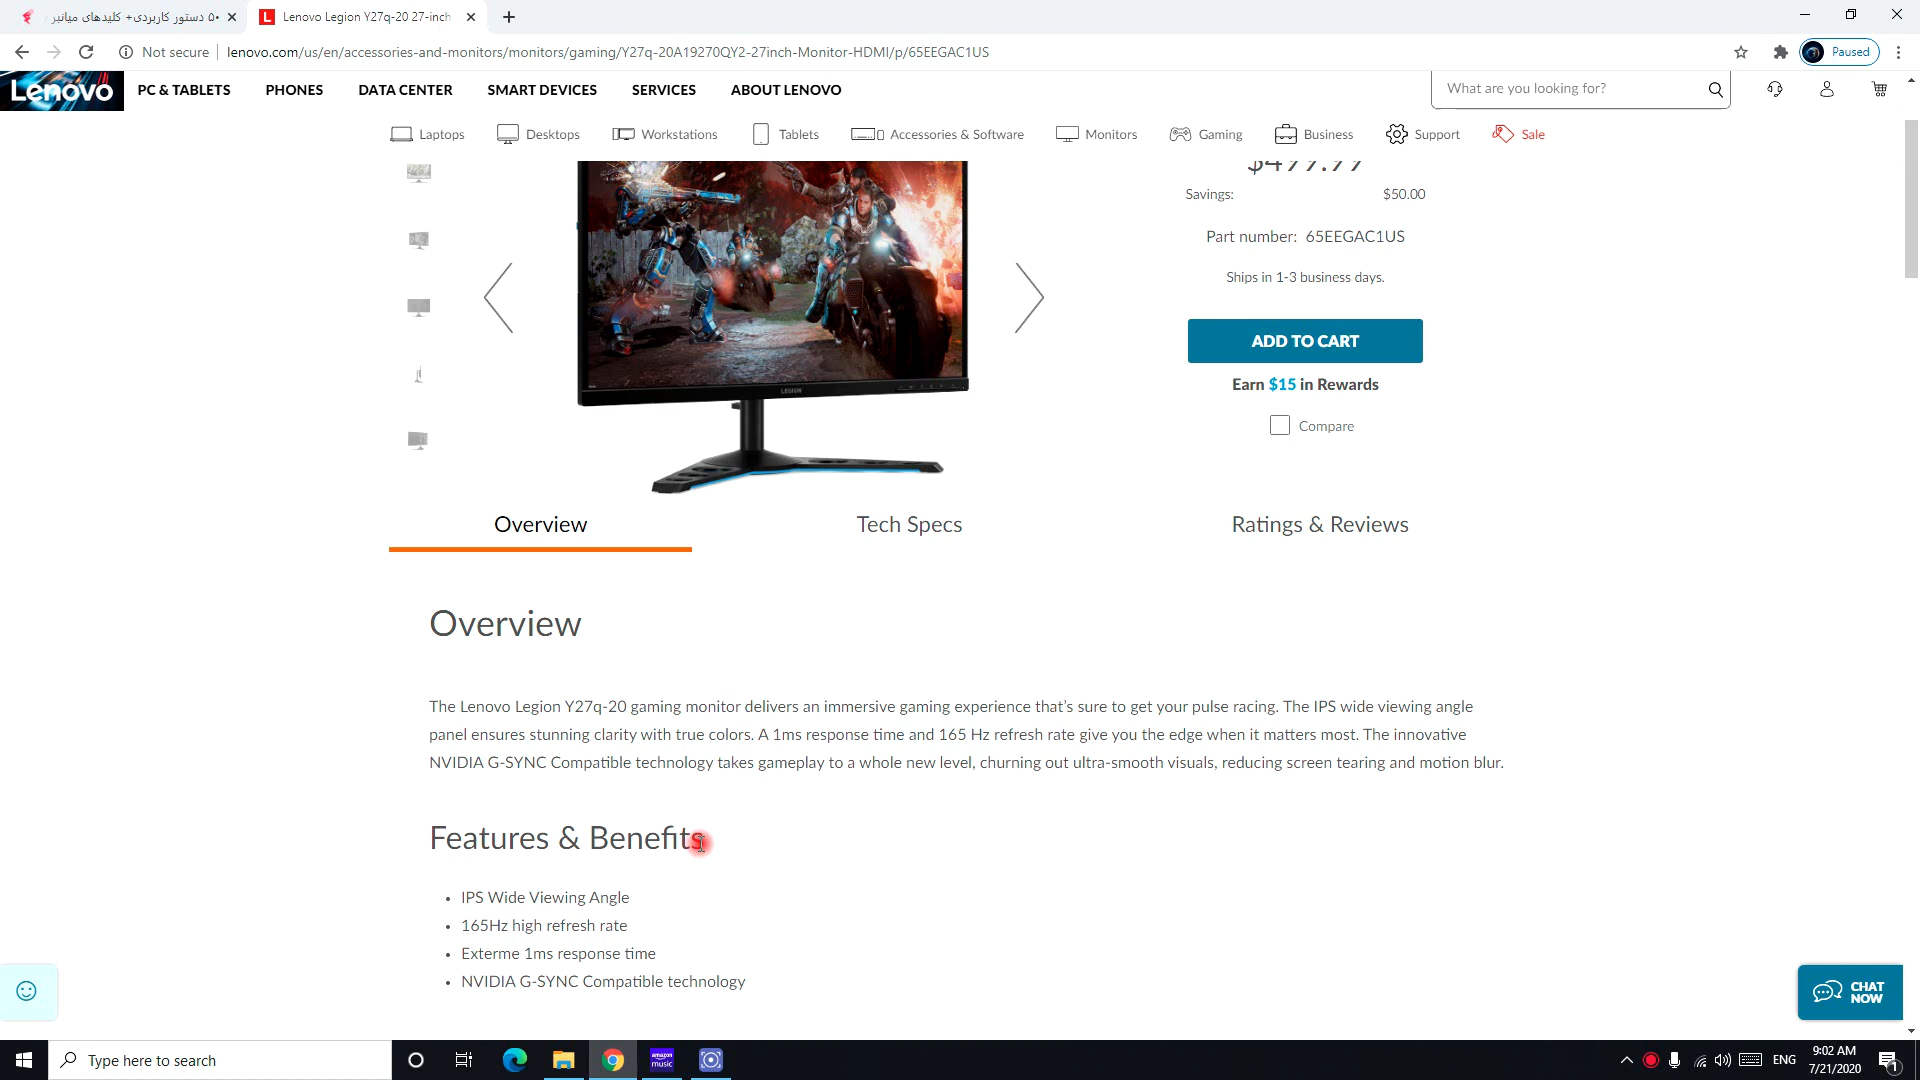 ۵۰ دستور کاربردی+ کلیدهای میانبر
Lenovo Legion Y27q-20 27-inch
Not secure
lenovo.com/us/en/accessories-and-monitors/monitors/gaming/Y27q-20A19270QY2-27inch-Monitor-HDMI/p/65EEGAC1US
Paused
Lenovo
PC & TABLETS
PHONES
DATA CENTER
SMART DEVICES
SERVICES
ABOUT LENOVO
What are you looking for?
Laptops
Desktops
Workstations
Tablets
Accessories & Software
Monitors
Gaming
Business
Support
Sale
$499.99
Savings: $50.00
Part number: 65EEGAC1US
Ships in 1-3 business days.
ADD TO CART
Earn $15 in Rewards
Compare
LEGION
Overview
Tech Specs
Ratings & Reviews
Overview
The Lenovo Legion Y27q-20 gaming monitor delivers an immersive gaming experience that's sure to get your pulse racing. The IPS wide viewing angle
panel ensures stunning clarity with true colors. A 1ms response time and 165 Hz refresh rate give you the edge when it matters most. The innovative
NVIDIA G-SYNC Compatible technology takes gameplay to a whole new level, churning out ultra-smooth visuals, reducing screen tearing and motion blur.
Features & Benefits
• IPS Wide Viewing Angle
• 165Hz high refresh rate
• Exterme 1ms response time
• NVIDIA G-SYNC Compatible technology
CHAT
NOW
Type here to search
amazon
music
ENG
9:02 AM
7/21/2020
1